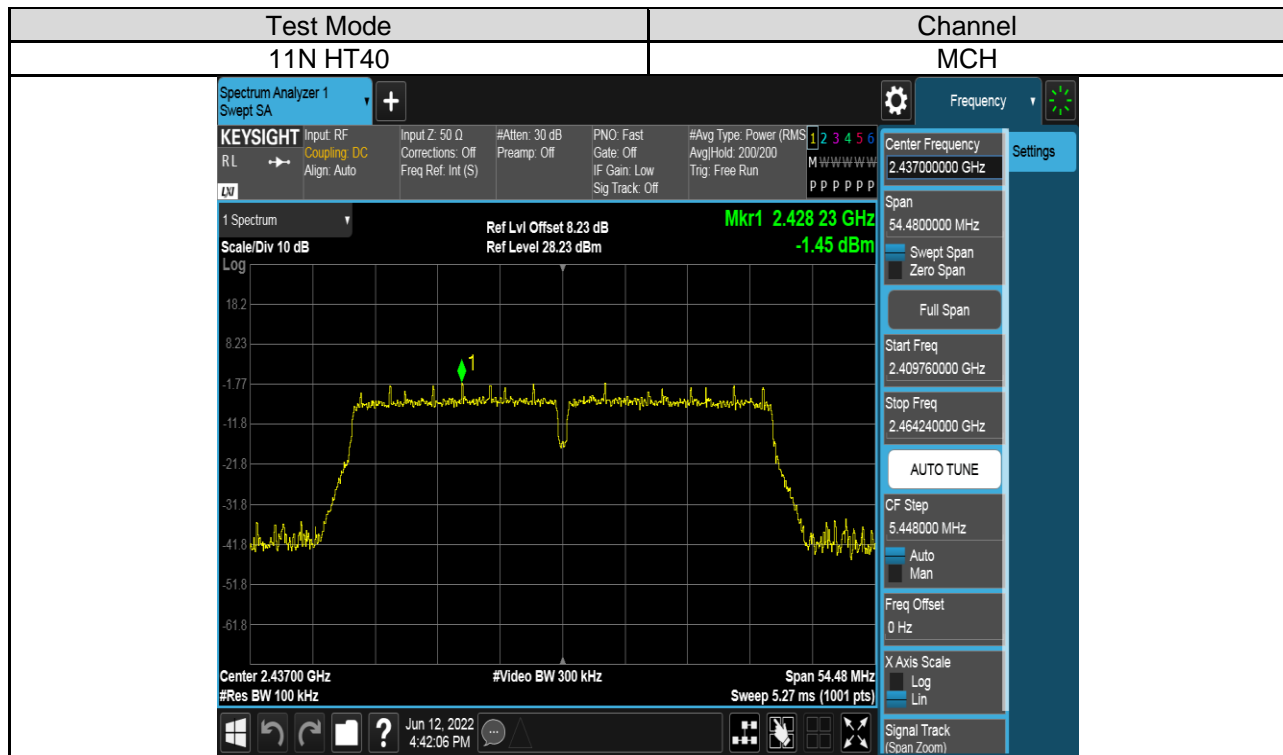 Test Mode Channel
11N HT40 MCH
Spectrum Analyzer 1
Swept SA
Frequency
KEYSIGHT Input: RF Input Z: 50 Ω #Atten: 30 dB PNO: Fast #Avg Type: Power (RMS 1 2 3 4 5 6
RL Coupling: DC Corrections: Off Preamp: Off Gate: Off Avg|Hold: 200/200 M W W W W W
Align: Auto Freq Ref: Int (S) IF Gain: Low Trig: Free Run
LXI Sig Track: Off P P P P P P
1 Spectrum
Ref Lvl Offset 8.23 dB Mkr1 2.428 23 GHz
Scale/Div 10 dB Ref Level 28.23 dBm -1.45 dBm
Log
18.2
8.23
1
-1.77
-11.8
-21.8
-31.8
-41.8
-51.8
-61.8
Center 2.43700 GHz #Video BW 300 kHz Span 54.48 MHz
#Res BW 100 kHz Sweep 5.27 ms (1001 pts)
Jun 12, 2022
4:42:06 PM
?
Center Frequency
2.437000000 GHz
Settings
Span
54.4800000 MHz
Swept Span
Zero Span
Full Span
Start Freq
2.409760000 GHz
Stop Freq
2.464240000 GHz
AUTO TUNE
CF Step
5.448000 MHz
Auto
Man
Freq Offset
0 Hz
X Axis Scale
Log
Lin
Signal Track
(Span Zoom)